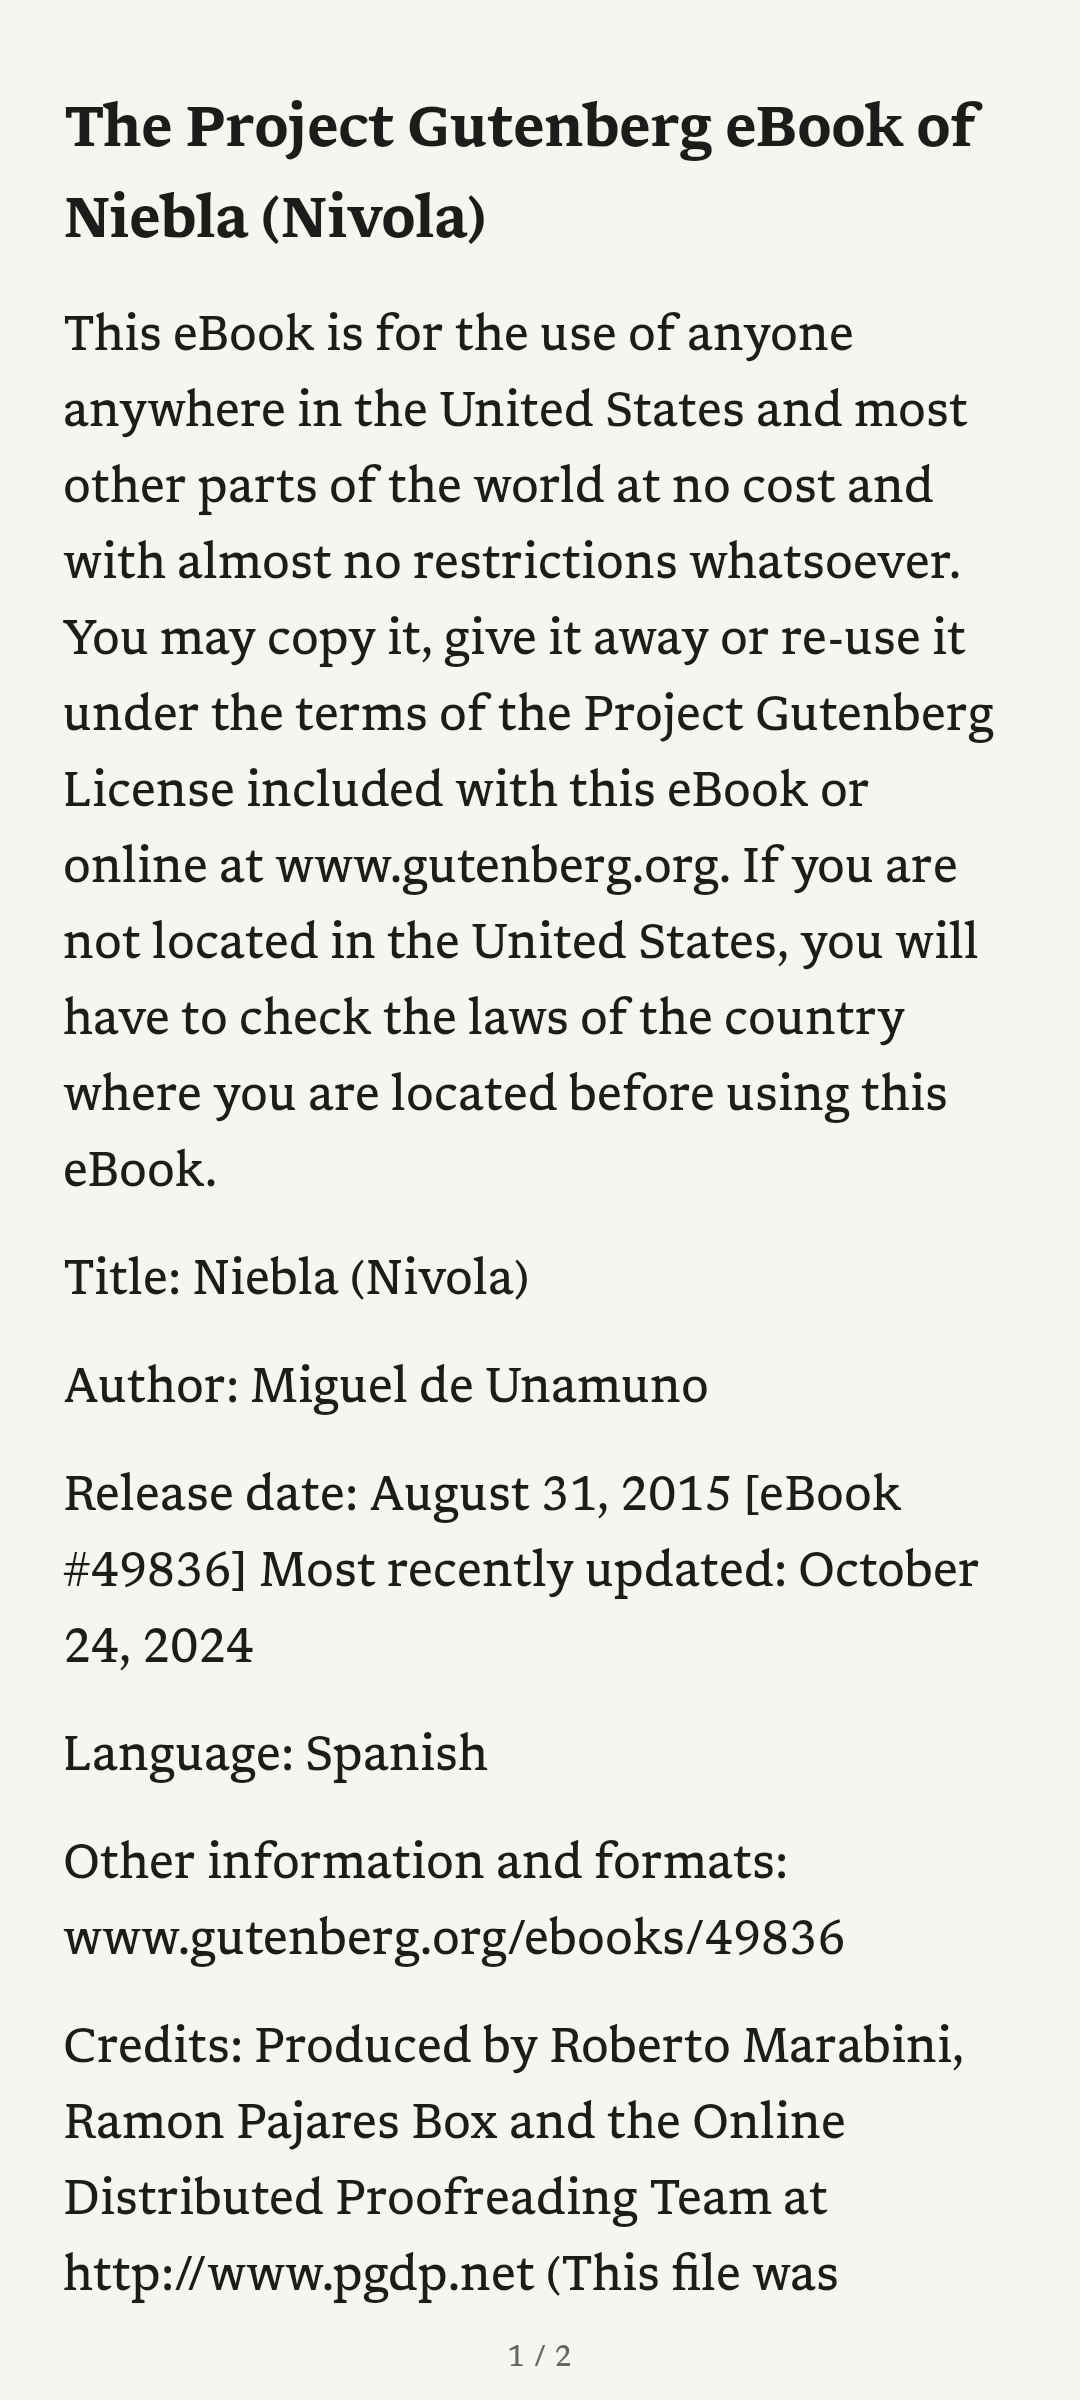 The Project Gutenberg eBook of
Niebla (Nivola)
This eBook is for the use of anyone
anywhere in the United States and most
other parts of the world at no cost and
with almost no restrictions whatsoever.
You may copy it, give it away or re-use it
under the terms of the Project Gutenberg
License included with this eBook or
online at www.gutenberg.org. If you are
not located in the United States, you will
have to check the laws of the country
where you are located before using this
eBook.
Title: Niebla (Nivola)
Author: Miguel de Unamuno
Release date: August 31, 2015 [eBook
#49836] Most recently updated: October
24, 2024
Language: Spanish
Other information and formats:
www.gutenberg.org/ebooks/49836
Credits: Produced by Roberto Marabini,
Ramon Pajares Box and the Online
Distributed Proofreading Team at
http://www.pgdp.net (This file was
1 / 2